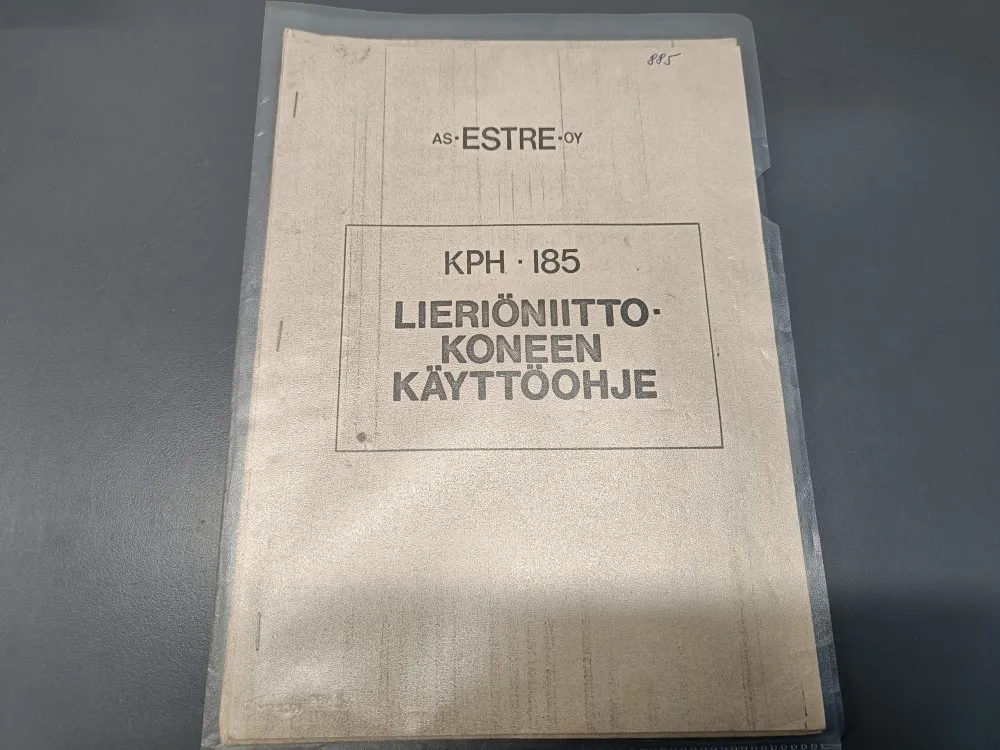 885
AS·ESTRE·OY
KPH · 185
LIERIÖNIITTO·
KONEEN
KÄYTTÖOHJE